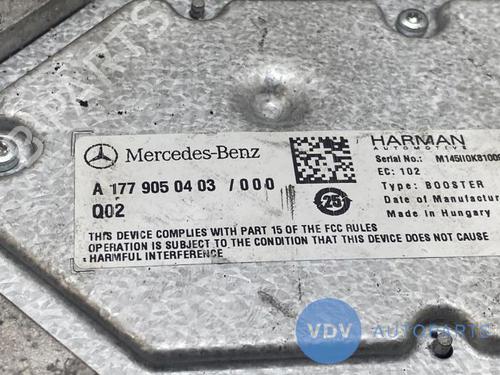 Mercedes-Benz
A 177 905 04 03 / 000
Q02
25
THIS DEVICE COMPLIES WITH PART 15 OF THE FCC RULES
OPERATION IS SUBJECT TO THE CONDITION THAT THIS DEVICE DOES NOT CAUSE
HARMFUL INTERFERENCE
HARMAN
AUTOMOTIVE
Serial No.:
EC: 102
Type: BOOSTER
Date of Manufactur
Made in Hungary
VDV
AUTOPARTS
B-PARTS